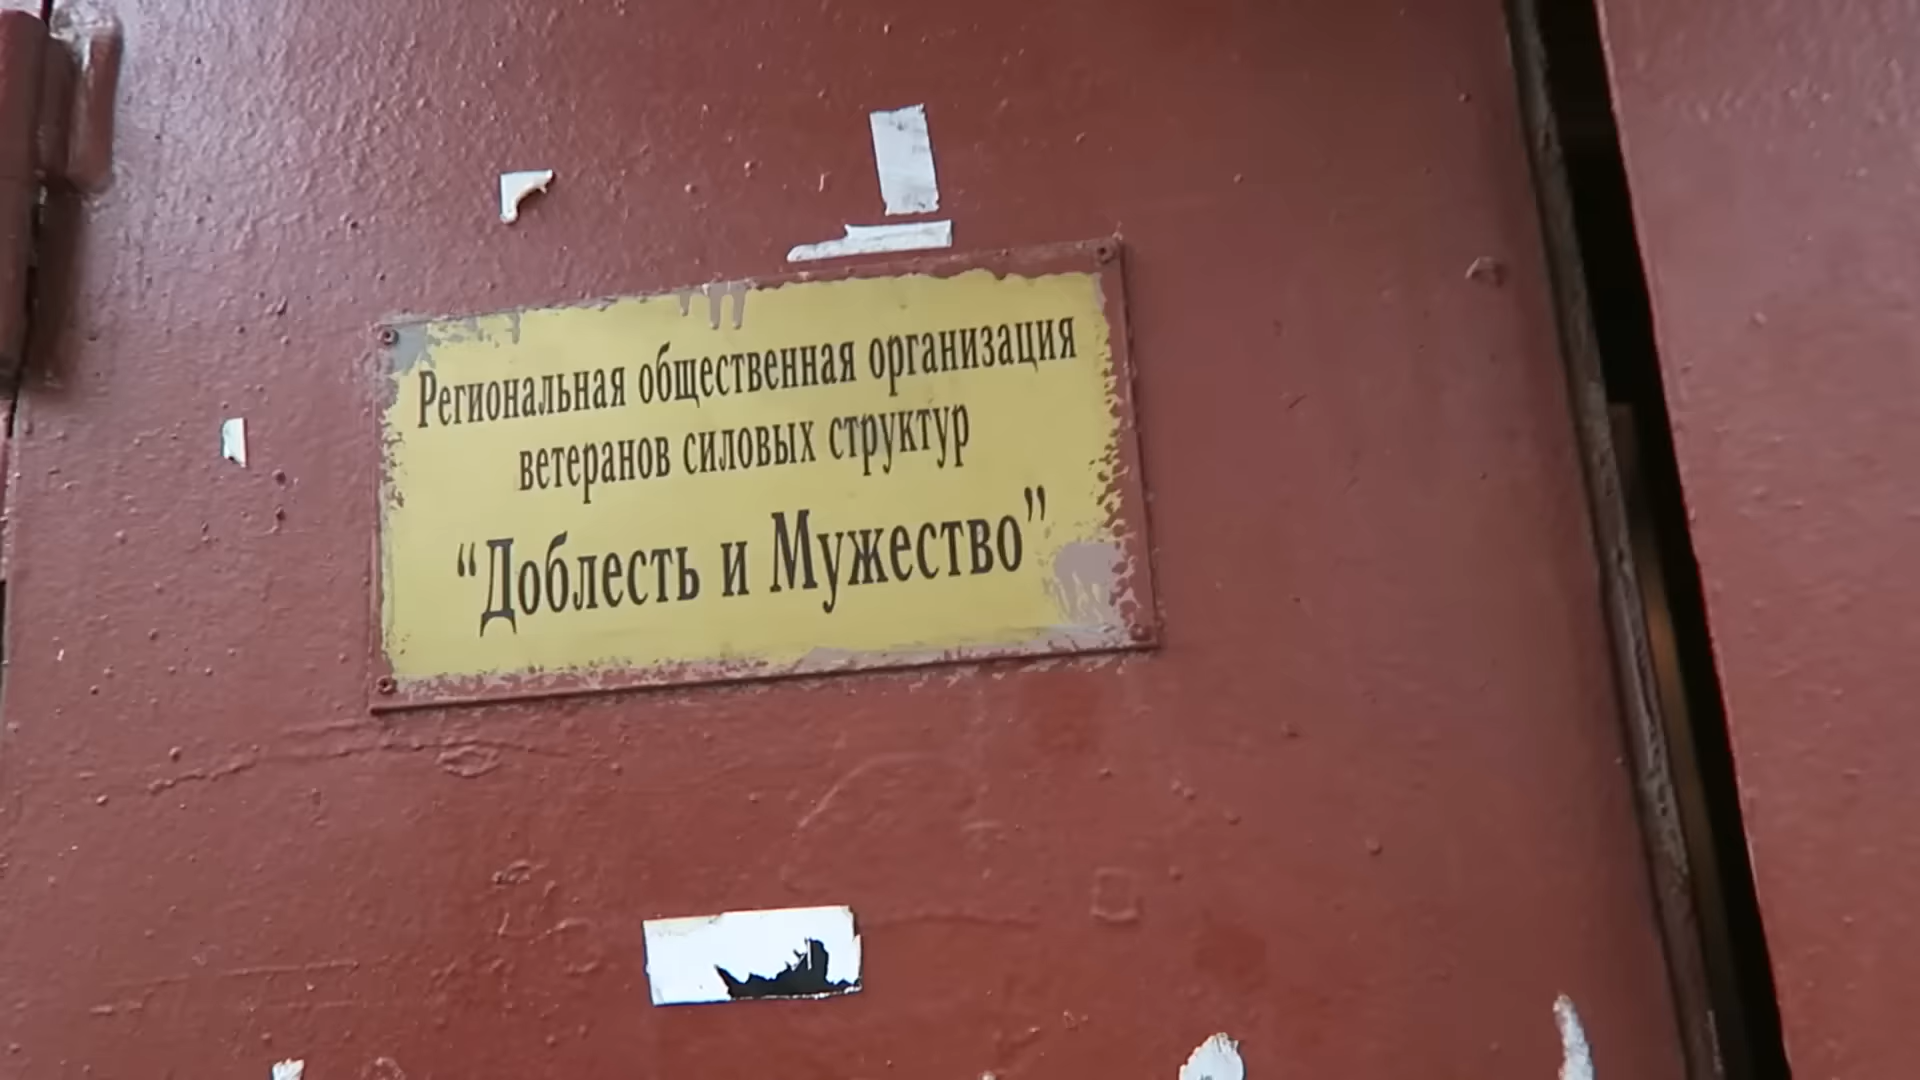 Региональная общественная организация
ветеранов силовых структур
“Доблесть и Мужество”